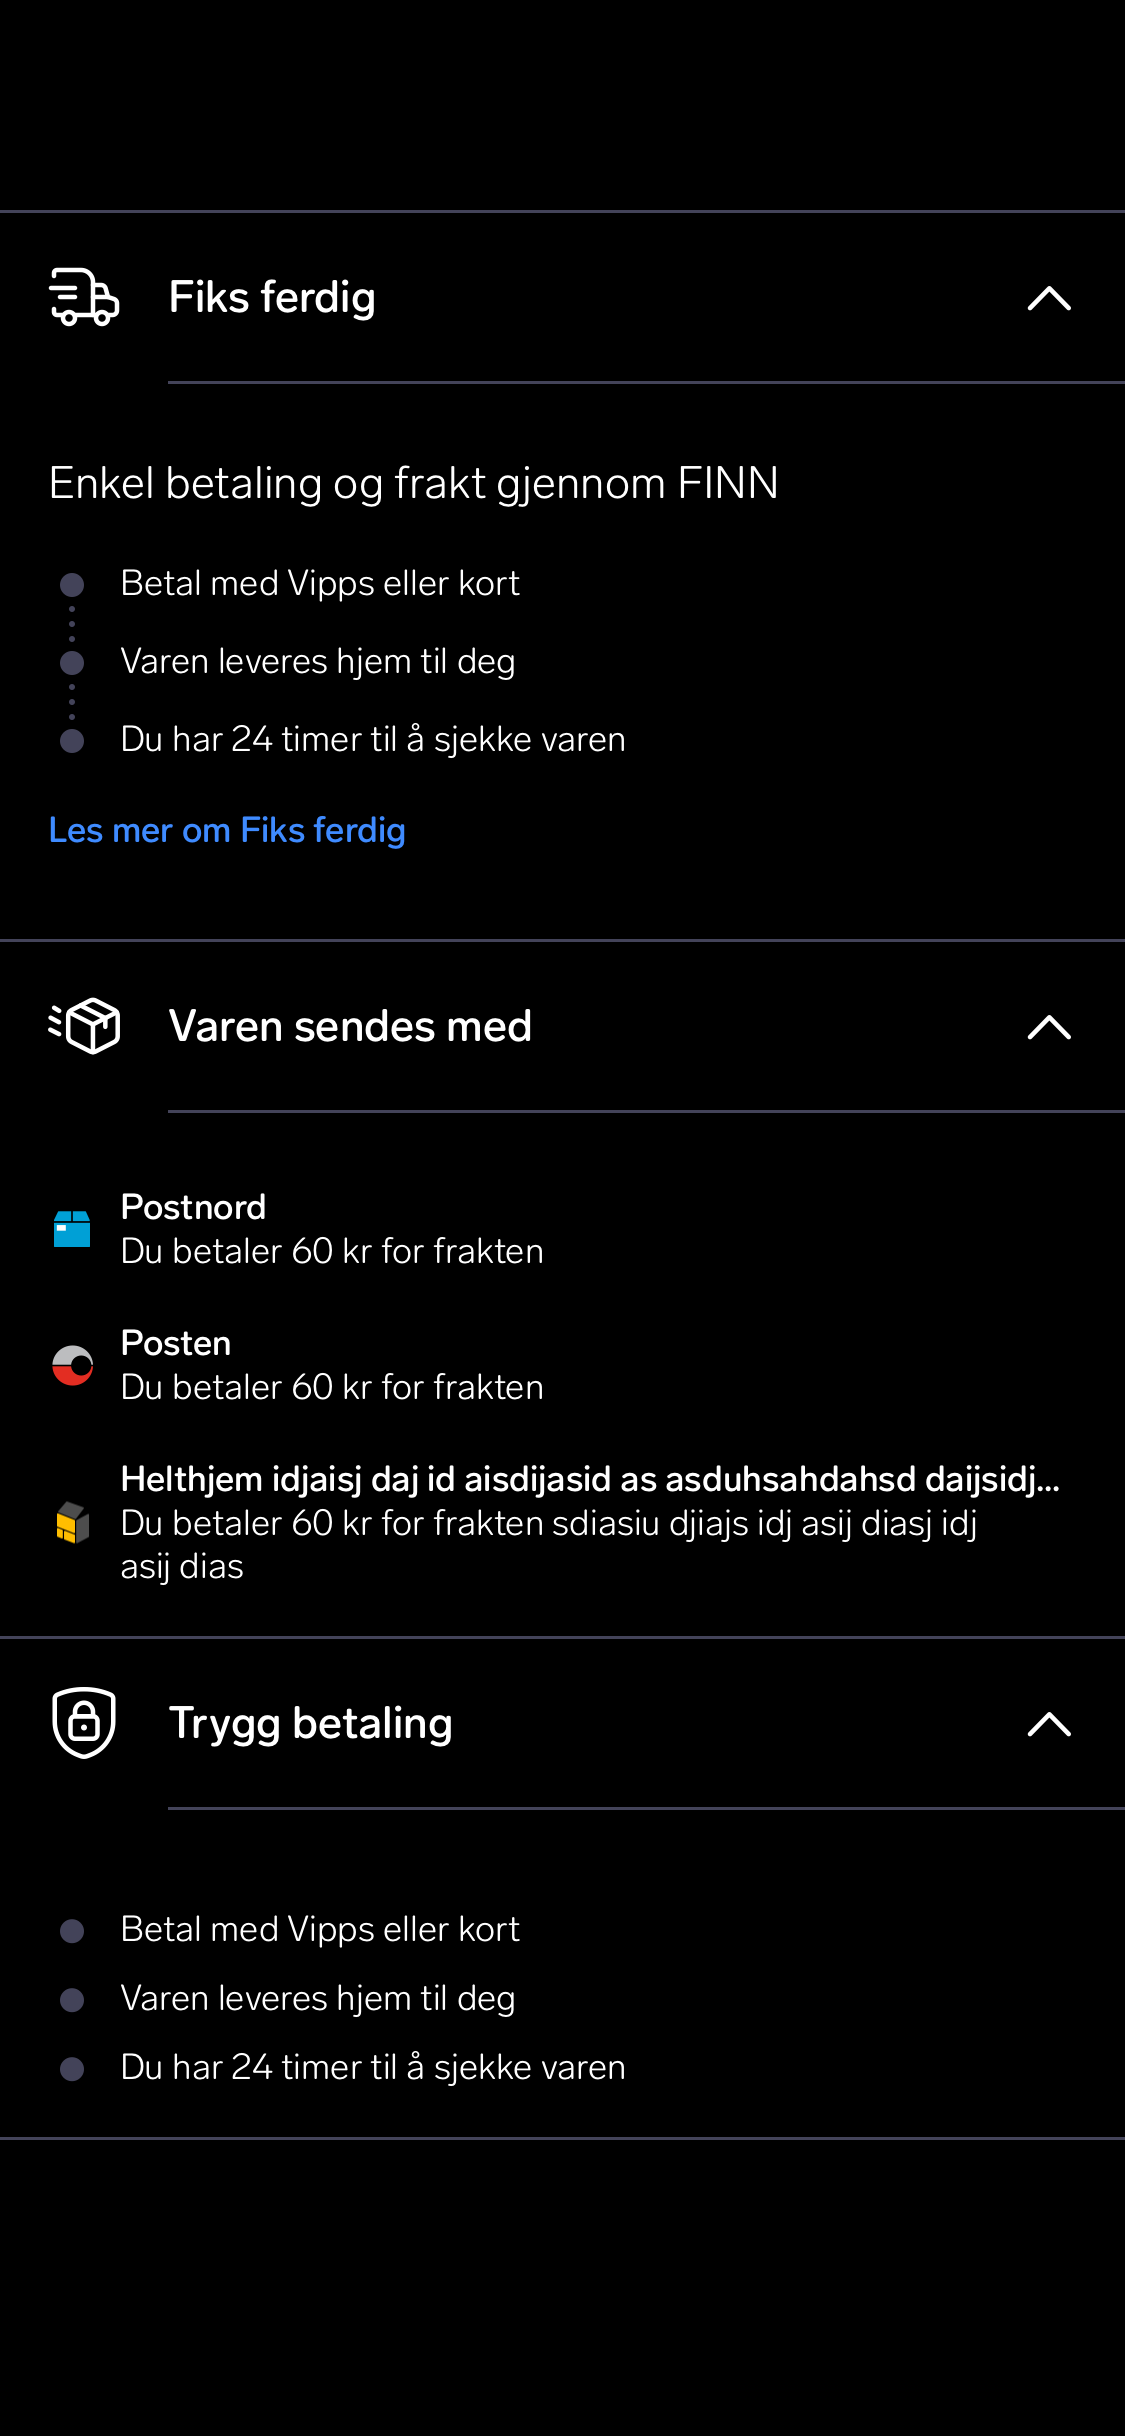 Fiks ferdig
Enkel betaling og frakt gjennom FINN
Betal med Vipps eller kort
Varen leveres hjem til deg
Du har 24 timer til å sjekke varen
Les mer om Fiks ferdig
Varen sendes med
Postnord
Du betaler 60 kr for frakten
Posten
Du betaler 60 kr for frakten
Helthjem idjaisj daj id aisdijasid as asduhsahdahsd daijsidj...
Du betaler 60 kr for frakten sdiasiu djiajs idj asij diasj idj
asij dias
Trygg betaling
Betal med Vipps eller kort
Varen leveres hjem til deg
Du har 24 timer til å sjekke varen